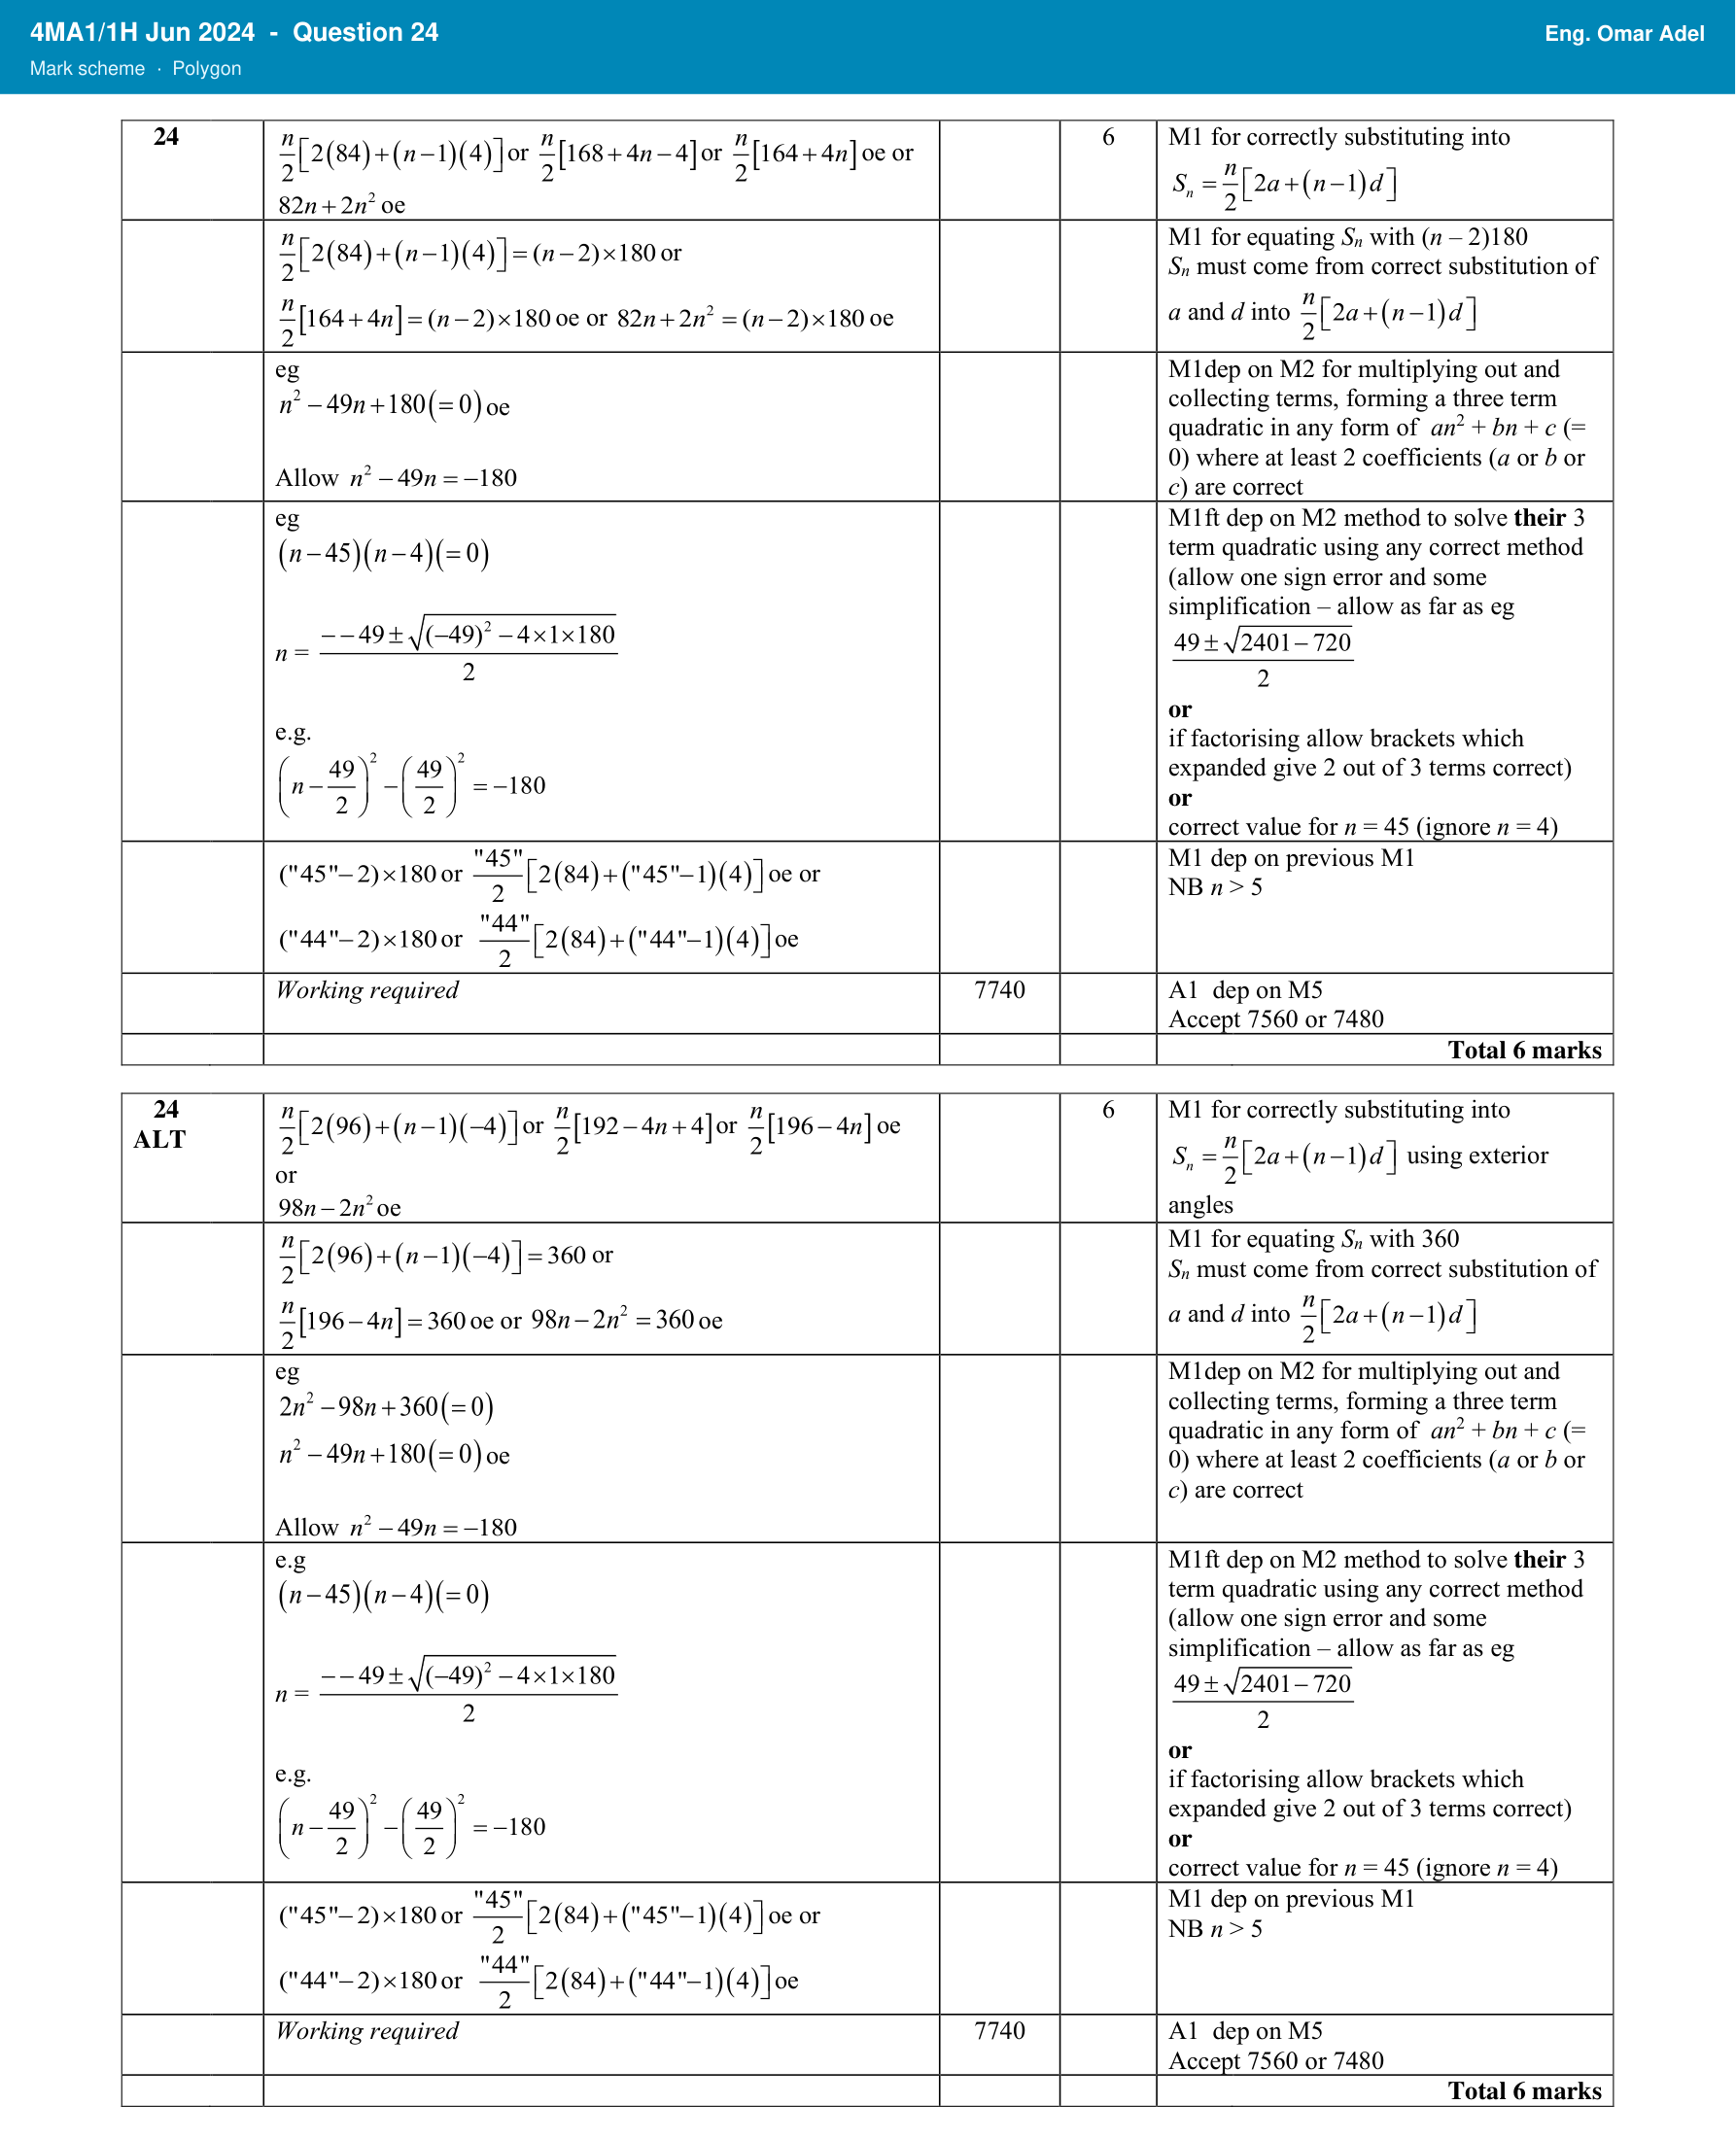 4MA1/1H Jun 2024 - Question 24
Eng. Omar Adel
Mark scheme · Polygon
24
n/2[2(84)+(n−1)(4)] or n/2[168+4n−4] or n/2[164+4n] oe or
82n+2n² oe
6
M1 for correctly substituting into
Sₙ = n/2[2a+(n−1)d]
n/2[2(84)+(n−1)(4)] = (n−2)×180 or
n/2[164+4n] = (n−2)×180 oe or 82n+2n² = (n−2)×180 oe
M1 for equating Sₙ with (n – 2)180
Sₙ must come from correct substitution of
a and d into n/2[2a+(n−1)d]
eg
n² −49n+180(=0) oe
Allow n² −49n = −180
M1dep on M2 for multiplying out and
collecting terms, forming a three term
quadratic in any form of an² + bn + c (=
0) where at least 2 coefficients (a or b or
c) are correct
eg
(n−45)(n−4)(=0)
n = (−−49±√((−49)² −4×1×180))/2
e.g.
(n−49/2)² −(49/2)² = −180
M1ft dep on M2 method to solve their 3
term quadratic using any correct method
(allow one sign error and some
simplification – allow as far as eg
(49±√(2401−720))/2
or
if factorising allow brackets which
expanded give 2 out of 3 terms correct)
or
correct value for n = 45 (ignore n = 4)
("45"−2)×180 or "45"/2[2(84)+("45"−1)(4)] oe or
("44"−2)×180 or "44"/2[2(84)+("44"−1)(4)] oe
M1 dep on previous M1
NB n > 5
Working required
7740
A1 dep on M5
Accept 7560 or 7480
Total 6 marks
24
ALT
n/2[2(96)+(n−1)(−4)] or n/2[192−4n+4] or n/2[196−4n] oe
or
98n−2n² oe
6
M1 for correctly substituting into
Sₙ = n/2[2a+(n−1)d] using exterior
angles
n/2[2(96)+(n−1)(−4)] = 360 or
n/2[196−4n] = 360 oe or 98n−2n² = 360 oe
M1 for equating Sₙ with 360
Sₙ must come from correct substitution of
a and d into n/2[2a+(n−1)d]
eg
2n² −98n+360(=0)
n² −49n+180(=0) oe
Allow n² −49n = −180
M1dep on M2 for multiplying out and
collecting terms, forming a three term
quadratic in any form of an² + bn + c (=
0) where at least 2 coefficients (a or b or
c) are correct
e.g
(n−45)(n−4)(=0)
n = (−−49±√((−49)² −4×1×180))/2
e.g.
(n−49/2)² −(49/2)² = −180
M1ft dep on M2 method to solve their 3
term quadratic using any correct method
(allow one sign error and some
simplification – allow as far as eg
(49±√(2401−720))/2
or
if factorising allow brackets which
expanded give 2 out of 3 terms correct)
or
correct value for n = 45 (ignore n = 4)
("45"−2)×180 or "45"/2[2(84)+("45"−1)(4)] oe or
("44"−2)×180 or "44"/2[2(84)+("44"−1)(4)] oe
M1 dep on previous M1
NB n > 5
Working required
7740
A1 dep on M5
Accept 7560 or 7480
Total 6 marks